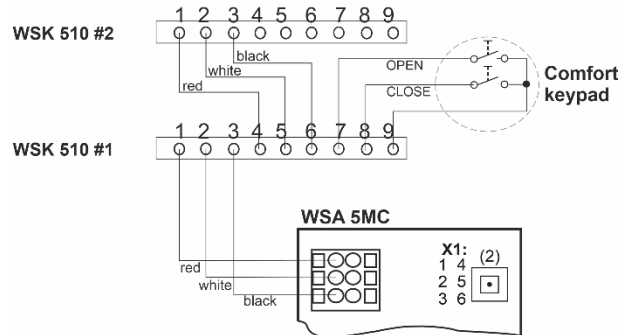 1 2 3 4 5 6 7 8 9
WSK 510 #2
black
white
red
OPEN
CLOSE
Comfort
keypad
1 2 3 4 5 6 7 8 9
WSK 510 #1
WSA 5MC
red
white
black
X1:
1 4 (2)
2 5
3 6